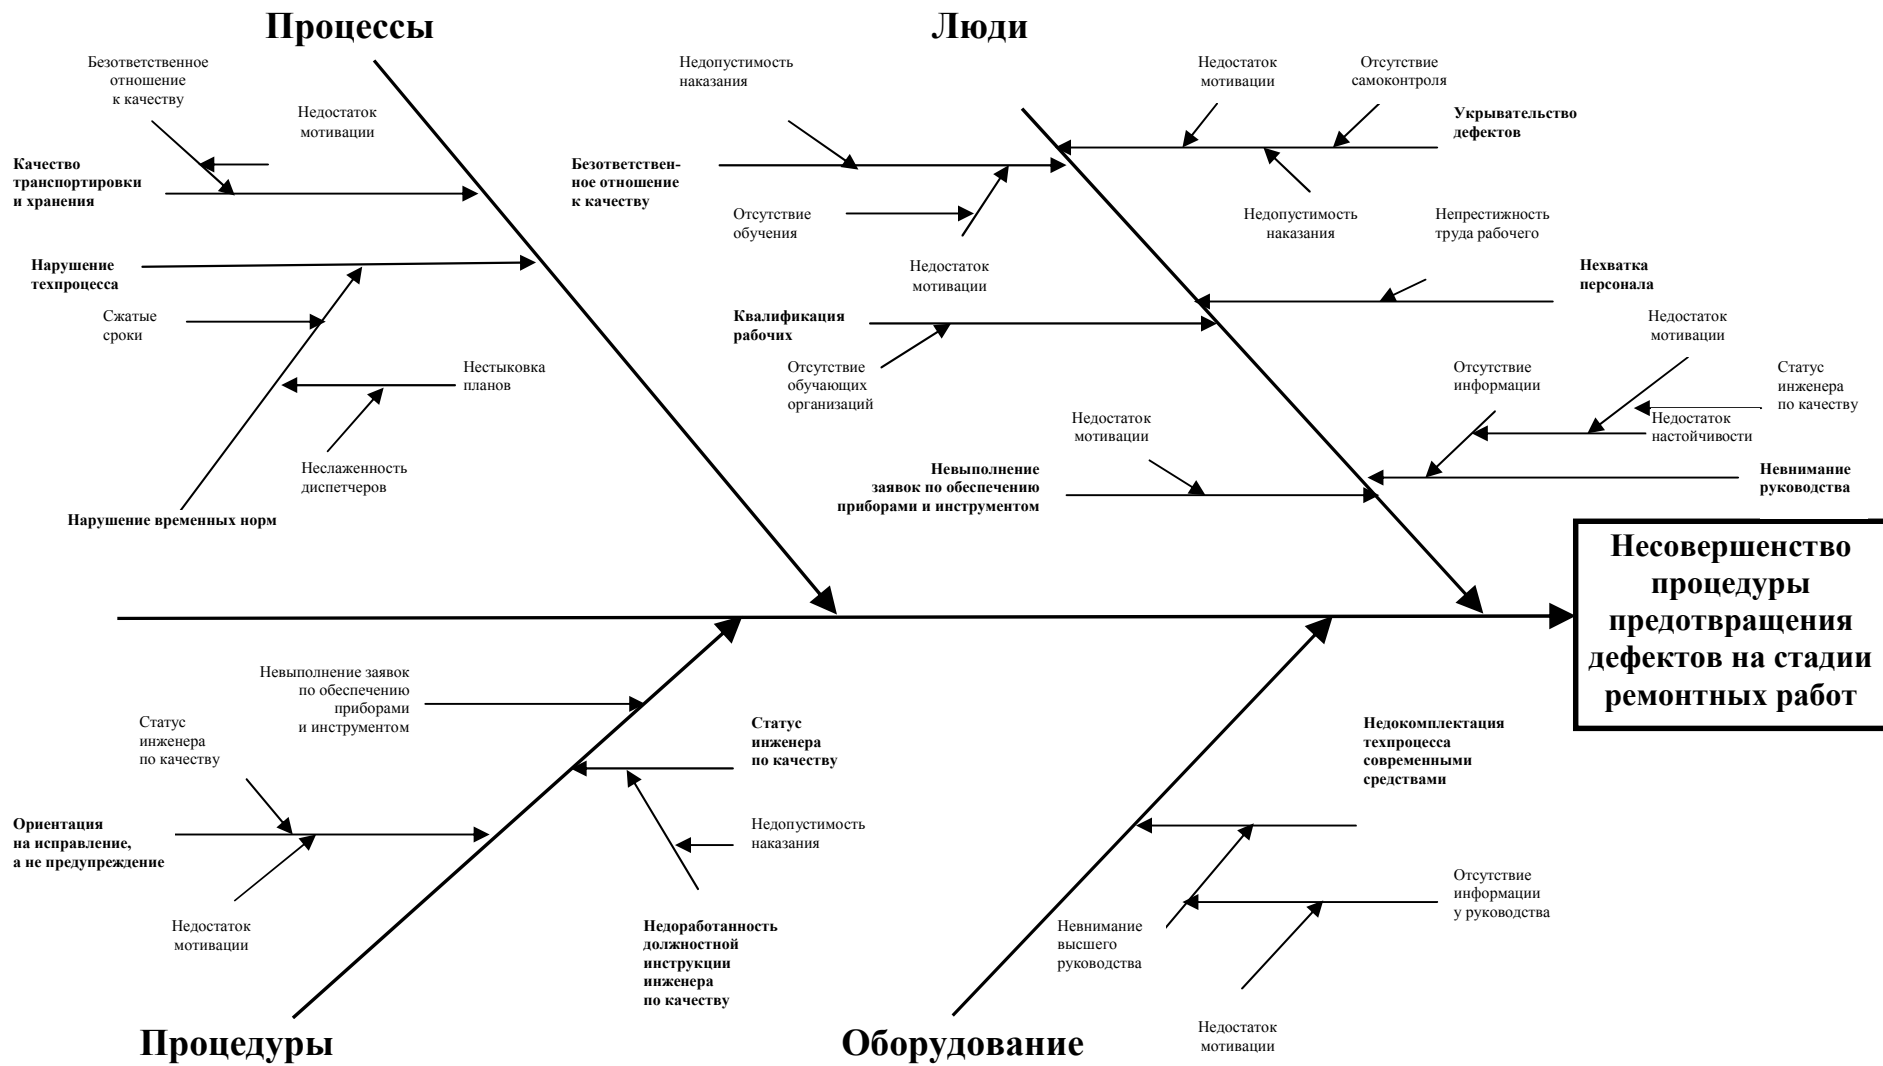 Процессы
Люди
Безответственное
отношение
к качеству
Недостаток
мотивации
Качество
транспортировки
и хранения
Нарушение
техпроцесса
Сжатые
сроки
Нестыковка
планов
Неслаженность
диспетчеров
Нарушение временных норм
Недопустимость
наказания
Безответствен-
ное отношение
к качеству
Отсутствие
обучения
Недостаток
мотивации
Квалификация
рабочих
Отсутствие
обучающих
организаций
Недостаток
мотивации
Невыполнение
заявок по обеспечению
приборами и инструментом
Недостаток
мотивации
Отсутствие
самоконтроля
Укрывательство
дефектов
Недопустимость
наказания
Непрестижность
труда рабочего
Нехватка
персонала
Недостаток
мотивации
Отсутствие
информации
Статус
инженера
по качеству
Недостаток
настойчивости
Невнимание
руководства
Несовершенство
процедуры
предотвращения
дефектов на стадии
ремонтных работ
Невыполнение заявок
по обеспечению
приборами
и инструментом
Статус
инженера
по качеству
Статус
инженера
по качеству
Ориентация
на исправление,
а не предупреждение
Недостаток
мотивации
Недопустимость
наказания
Недоработанность
должностной
инструкции
инженера
по качеству
Недокомплектация
техпроцесса
современными
средствами
Невнимание
высшего
руководства
Отсутствие
информации
у руководства
Недостаток
мотивации
Процедуры
Оборудование